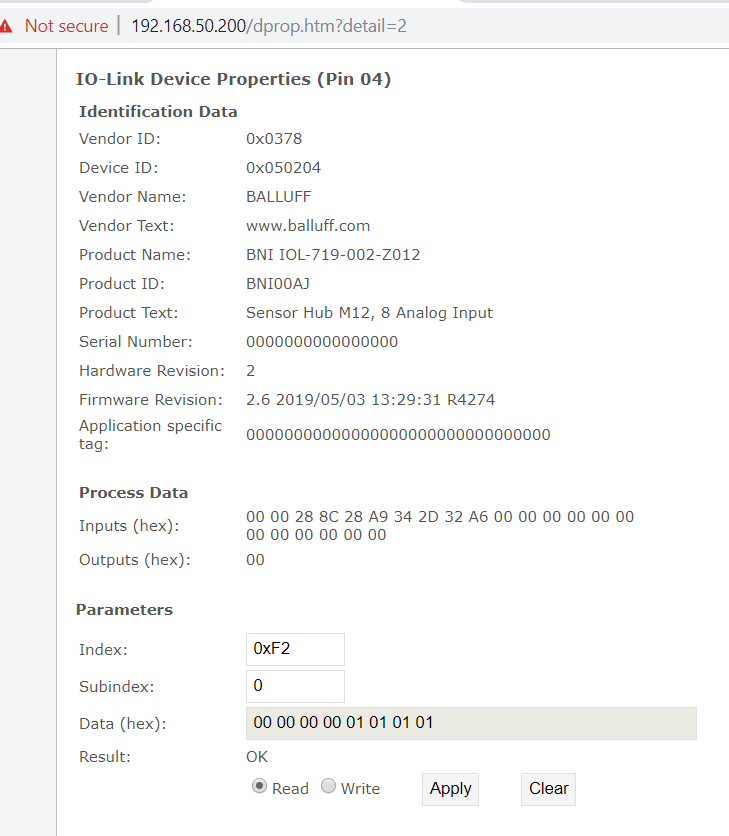 Not secure | 192.168.50.200/dprop.htm?detail=2
IO-Link Device Properties (Pin 04)
Identification Data
Vendor ID: 0x0378
Device ID: 0x050204
Vendor Name: BALLUFF
Vendor Text: www.balluff.com
Product Name: BNI IOL-719-002-Z012
Product ID: BNI00AJ
Product Text: Sensor Hub M12, 8 Analog Input
Serial Number: 0000000000000000
Hardware Revision: 2
Firmware Revision: 2.6 2019/05/03 13:29:31 R4274
Application specific
tag: 00000000000000000000000000000000
Process Data
Inputs (hex): 00 00 28 8C 28 A9 34 2D 32 A6 00 00 00 00 00 00
00 00 00 00 00 00
Outputs (hex): 00
Parameters
Index: 0xF2
Subindex: 0
Data (hex): 00 00 00 00 01 01 01 01
Result: OK
Read Write Apply Clear